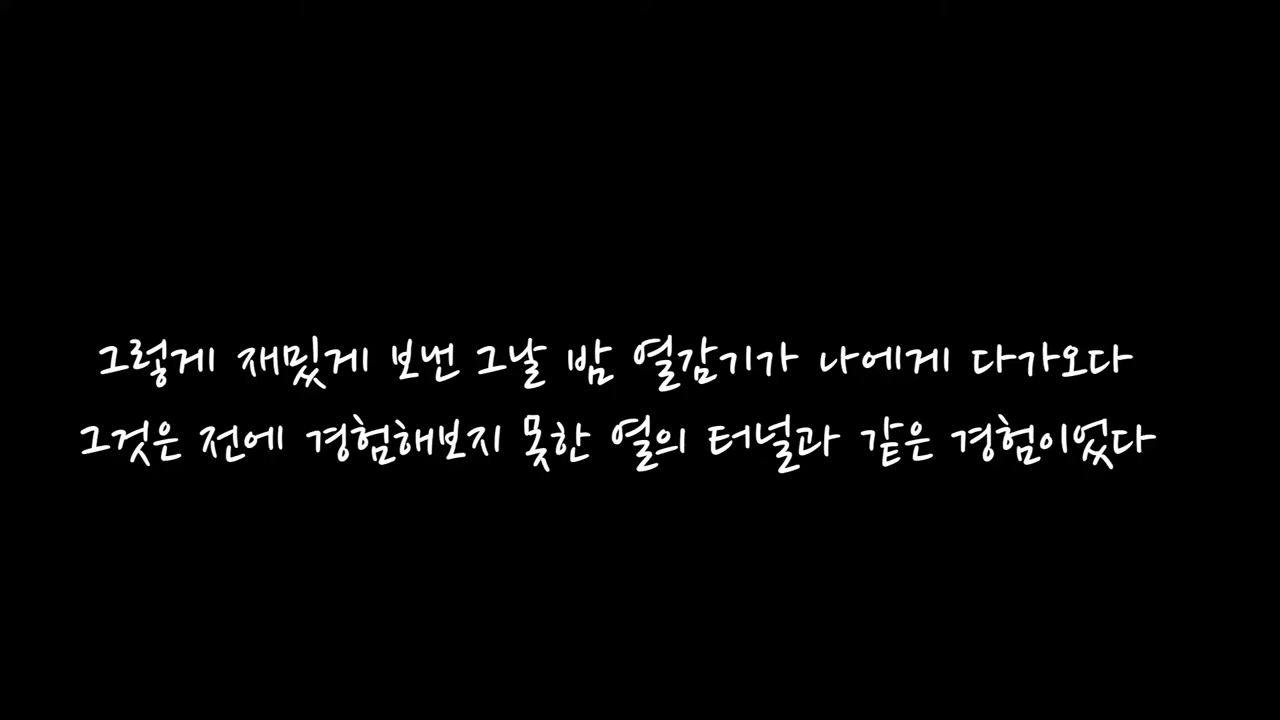 그렇게 재밌게 보낸 그날 밤 열감기가 나에게 다가오다
그것은 전에 경험해보지 못한 열의 터널과 같은 경험이었다